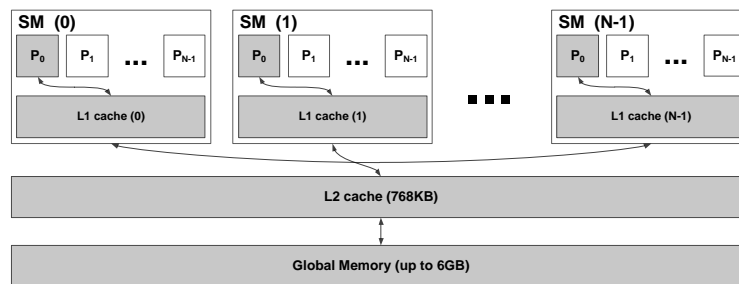 SM (0) SM (1) SM (N-1)
P0 P1 ... PN-1 P0 P1 ... PN-1 P0 P1 ... PN-1
L1 cache (0) L1 cache (1) L1 cache (N-1)
L2 cache (768KB)
Global Memory (up to 6GB)